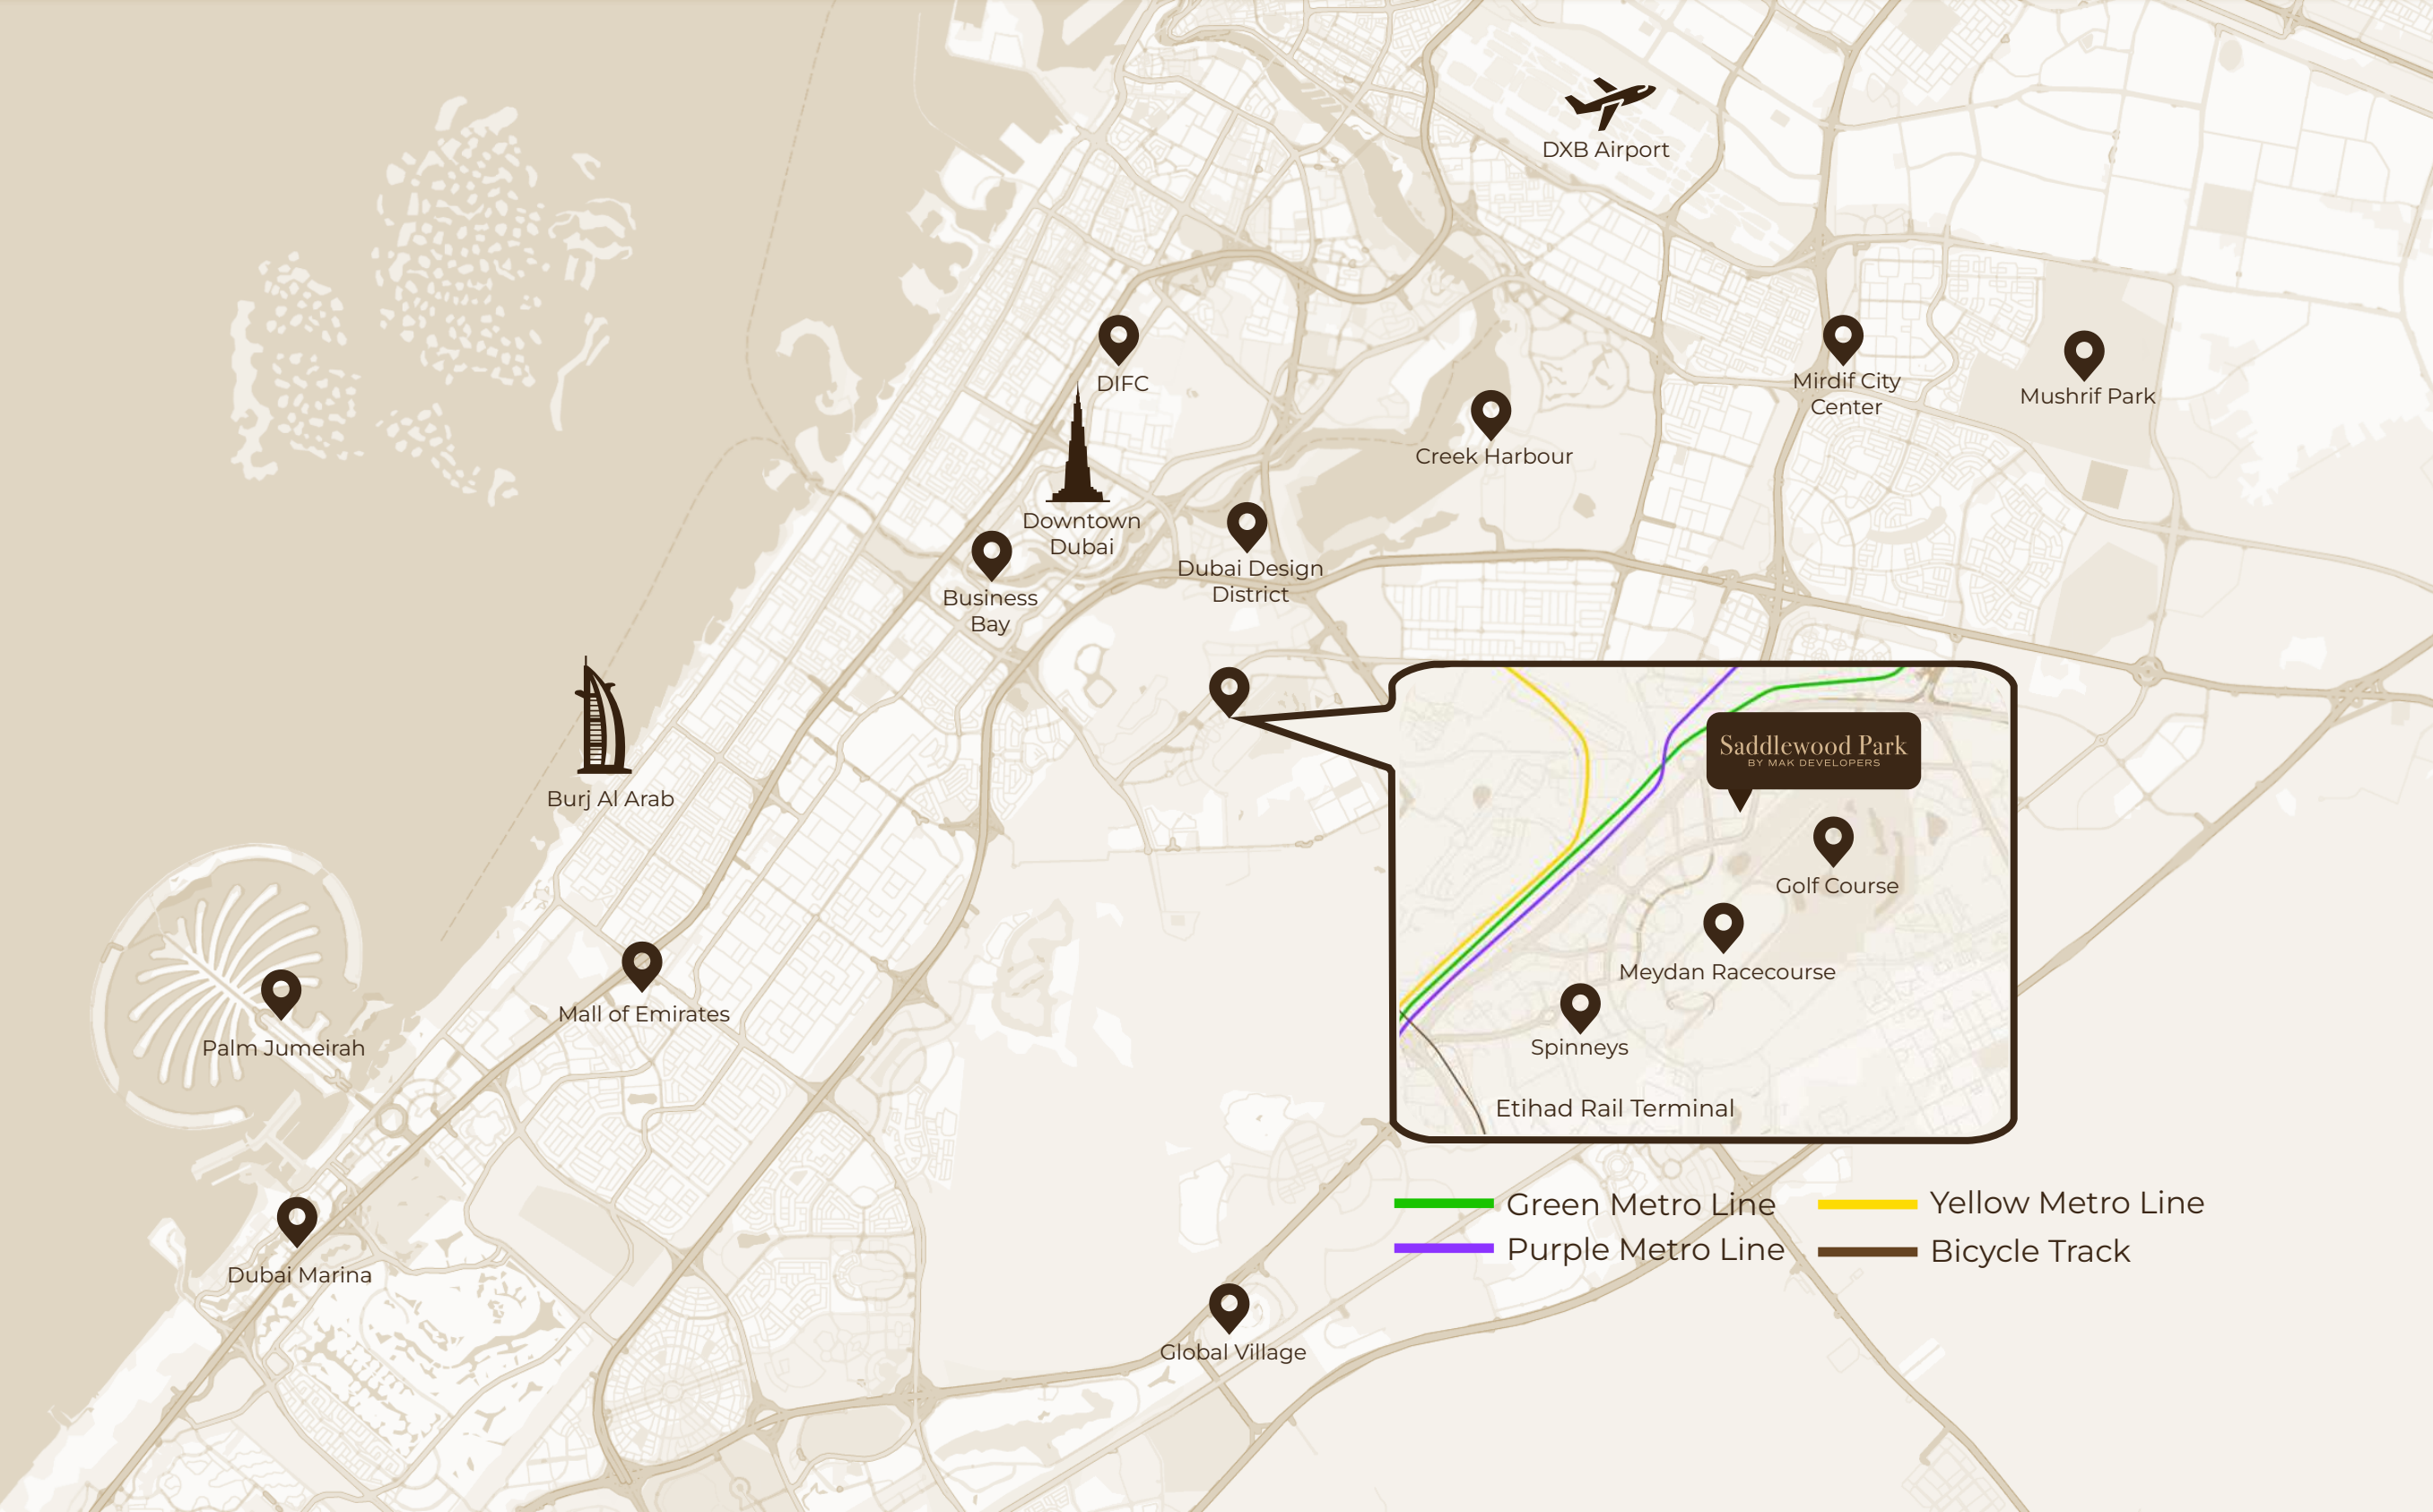 DXB Airport
DIFC
Mirdif City
Center
Mushrif Park
Creek Harbour
Downtown
Dubai
Dubai Design
District
Business
Bay
Burj Al Arab
Saddlewood Park
BY MAK DEVELOPERS
Golf Course
Meydan Racecourse
Spinneys
Etihad Rail Terminal
Mall of Emirates
Palm Jumeirah
Dubai Marina
Global Village
Green Metro Line
Yellow Metro Line
Purple Metro Line
Bicycle Track